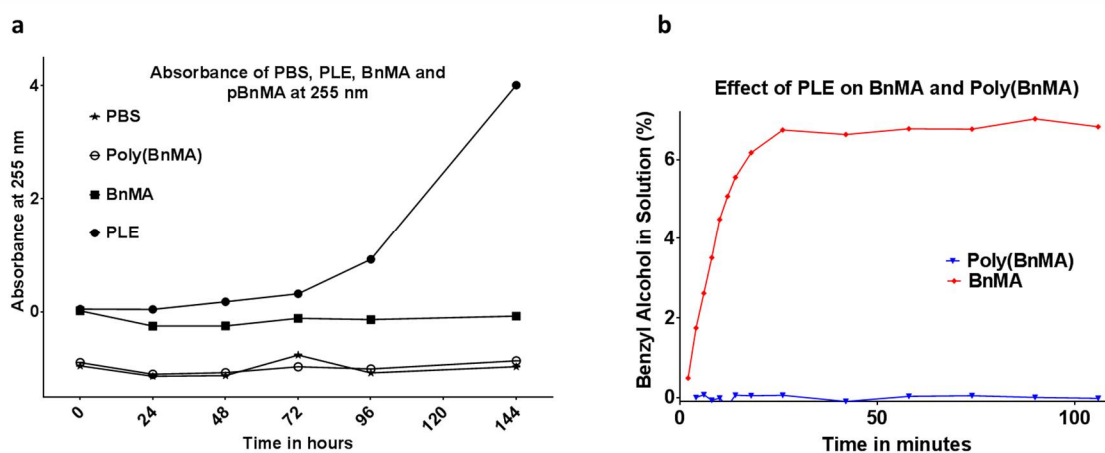 a
Absorbance of PBS, PLE, BnMA and
pBnMA at 255 nm
Absorbance at 255 nm
4
2
0
PBS
Poly(BnMA)
BnMA
PLE
0 24 48 72 96 120 144
Time in hours
b
Effect of PLE on BnMA and Poly(BnMA)
Benzyl Alcohol in Solution (%)
6
4
2
0
Poly(BnMA)
BnMA
0 50 100
Time in minutes